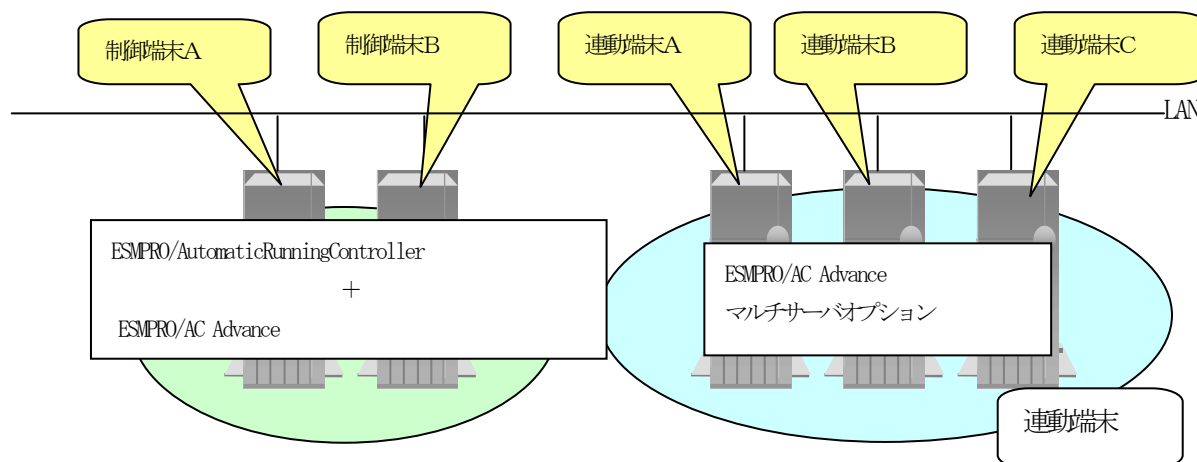 制御端末A
制御端末B
連動端末A
連動端末B
連動端末C
LAN
ESMPRO/AutomaticRunningController
+
ESMPRO/AC Advance
ESMPRO/AC Advance
マルチサーバオプション
連動端末